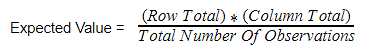 Expected Value = (Row Total) * (Column Total)
Total Number Of Observations